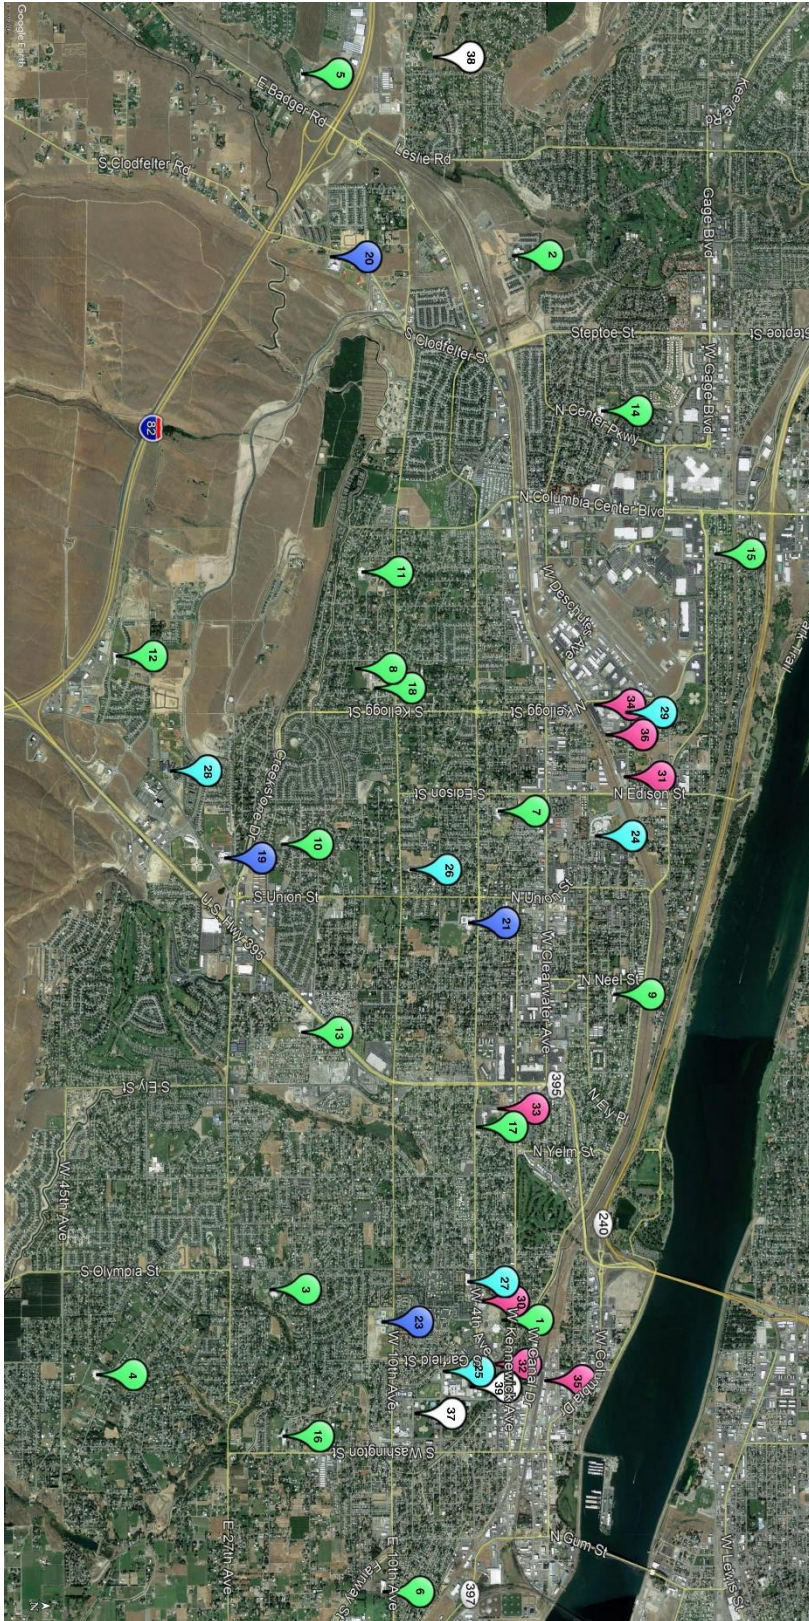 Google Earth
N
38
5
E Badger Rd
Keene Rd
Leslie Rd
S Clodfelter Rd
Gage Blvd
20
2
Steptoe St
Steptoe St
S Clodfelter St
W Gage Blvd
14
N Center Pkwy
82
N Columbia Center Blvd
15
11
W Deschutes Ave
12
8
18
34
29
36
S Kellogg St
N Kellogg St
28
31
Creekstone Dr
S Edison St
N Edison St
7
24
10
19
26
S Union St
N Union St
21
U.S. Hwy 395
W Clearwater Ave
N Neel St
9
13
S Ely St
395
N Ely Pl
33
17
N Yelm St
W 45th Ave
240
S Olympia St
3
27
30
1
23
W 4th Ave
W Kennewick Ave
W Canal Dr
W Columbia D
W 10th Ave
S Garfield St
32
25
39
35
4
37
16
S Washington St
E 27th Ave
E 10th Ave
N Gum St
W Lewis St
6
397